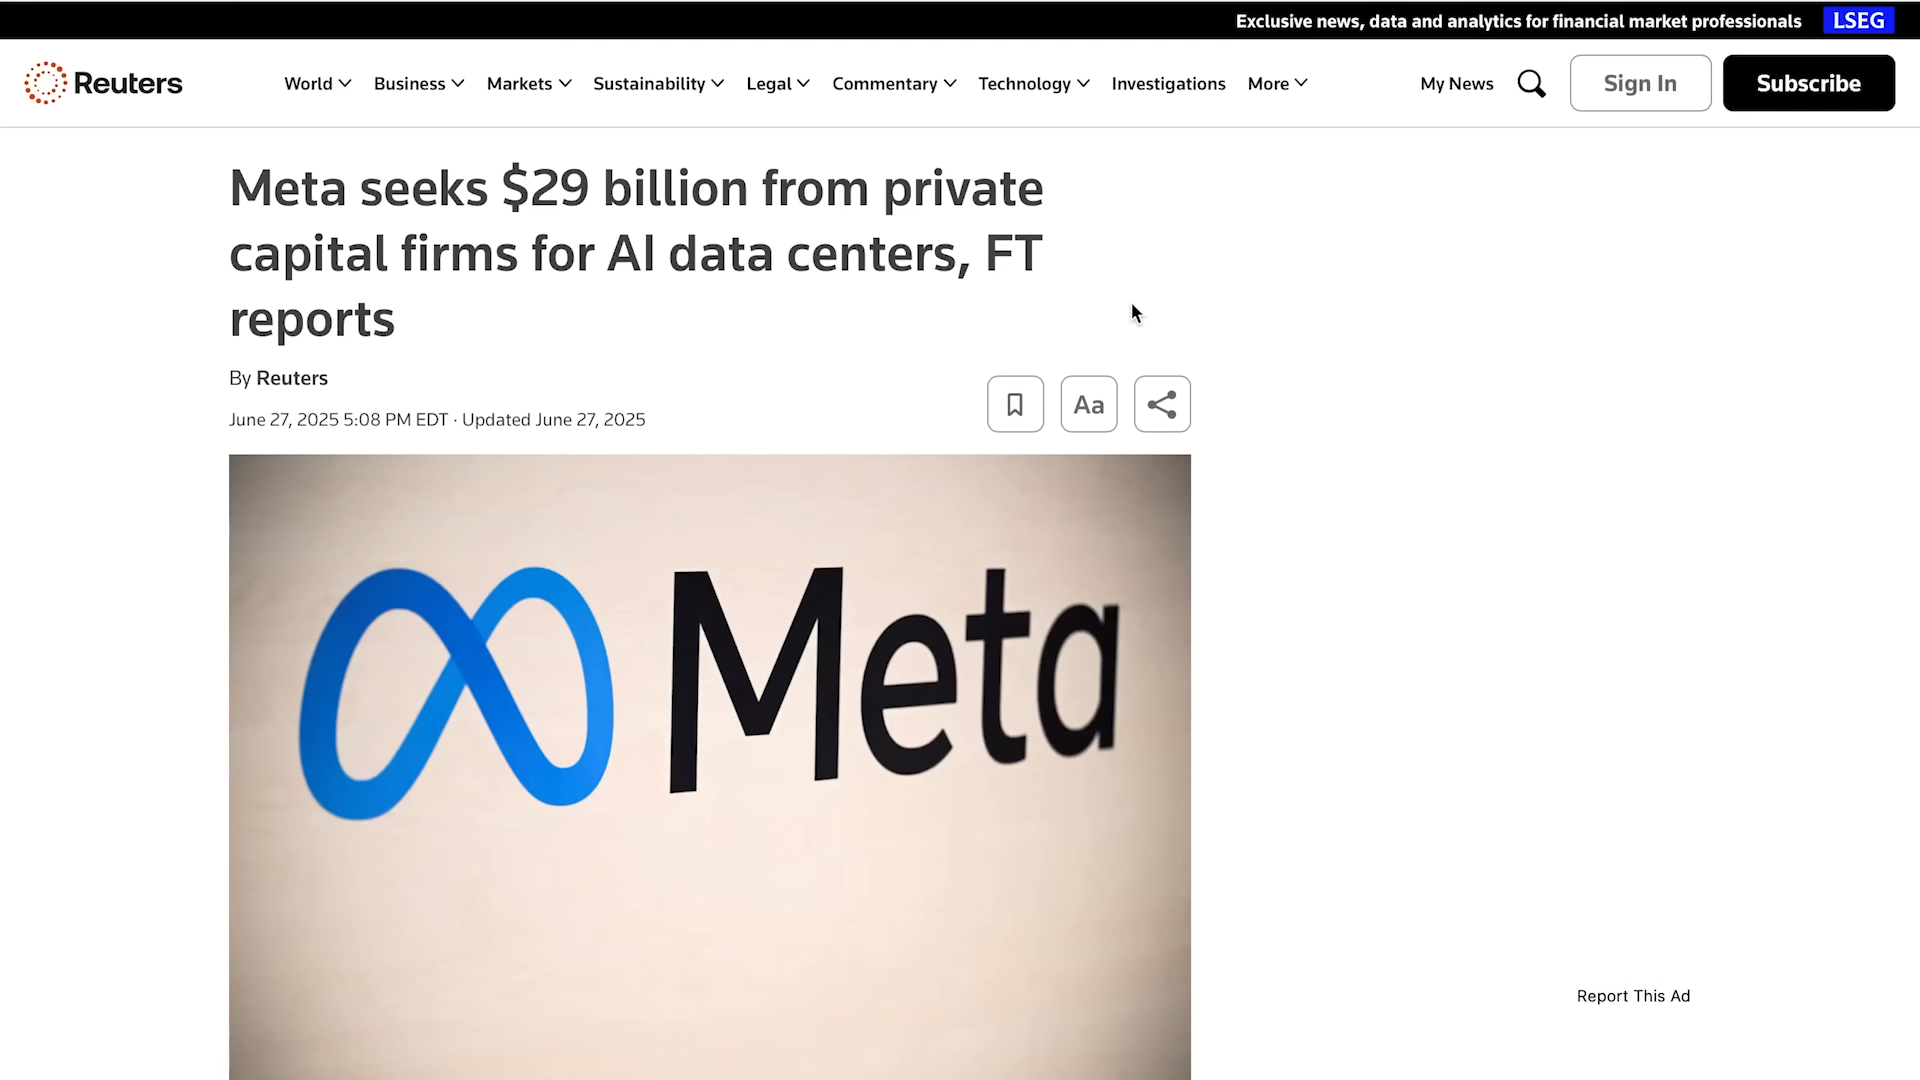 Exclusive news, data and analytics for financial market professionals LSEG
Reuters World Business Markets Sustainability Legal Commentary Technology Investigations More My News Sign In Subscribe
Meta seeks $29 billion from private
capital firms for AI data centers, FT
reports
By Reuters
June 27, 2025 5:08 PM EDT · Updated June 27, 2025
Aa
Meta
Report This Ad